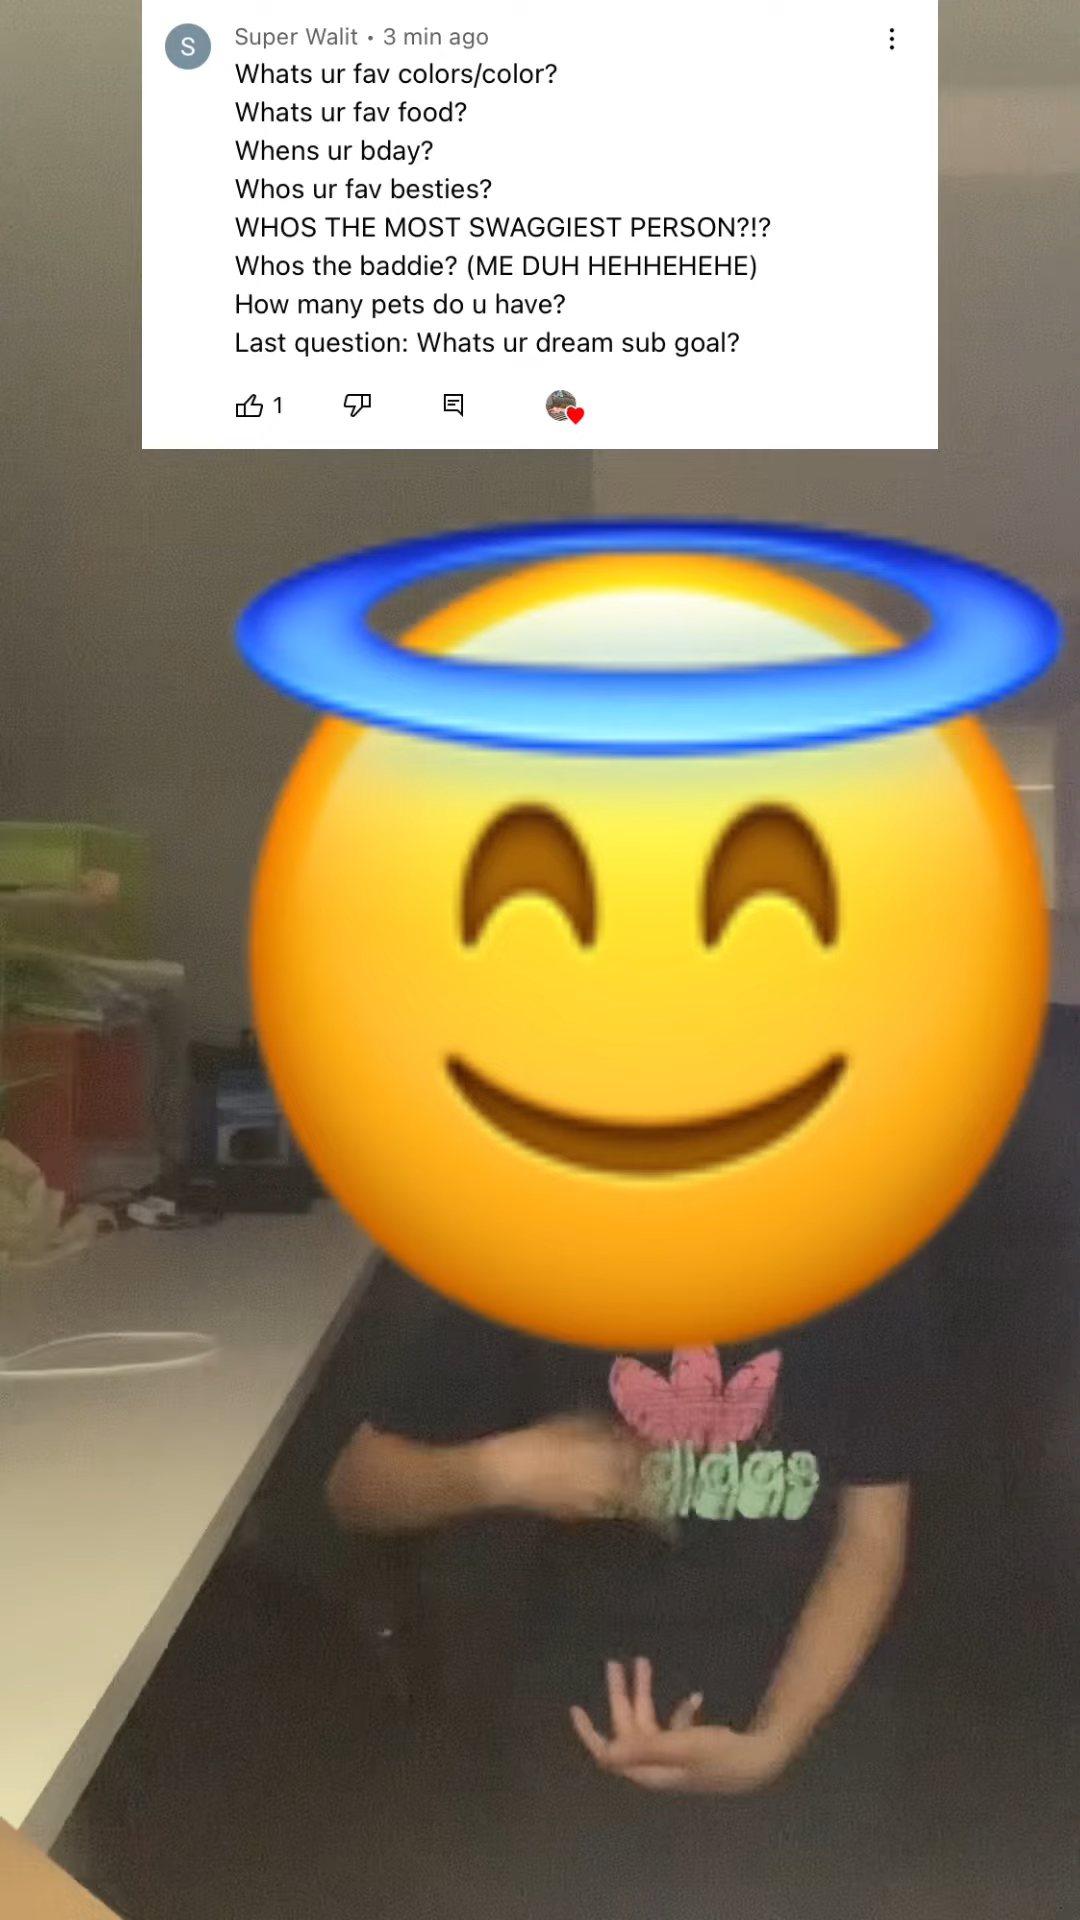 S
Super Walit • 3 min ago
Whats ur fav colors/color?
Whats ur fav food?
Whens ur bday?
Whos ur fav besties?
WHOS THE MOST SWAGGIEST PERSON?!?
Whos the baddie? (ME DUH HEHHEHEHE)
How many pets do u have?
Last question: Whats ur dream sub goal?
1
didas